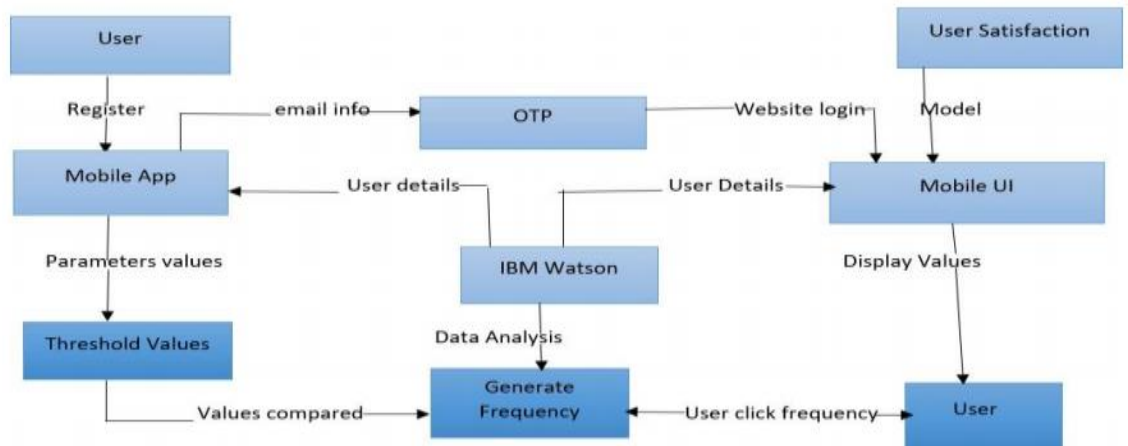 User
User Satisfaction
Register
email info
OTP
Website login
Model
Mobile App
User details
User Details
Mobile UI
Parameters values
IBM Watson
Display Values
Threshold Values
Data Analysis
Generate
Frequency
Values compared
User click frequency
User